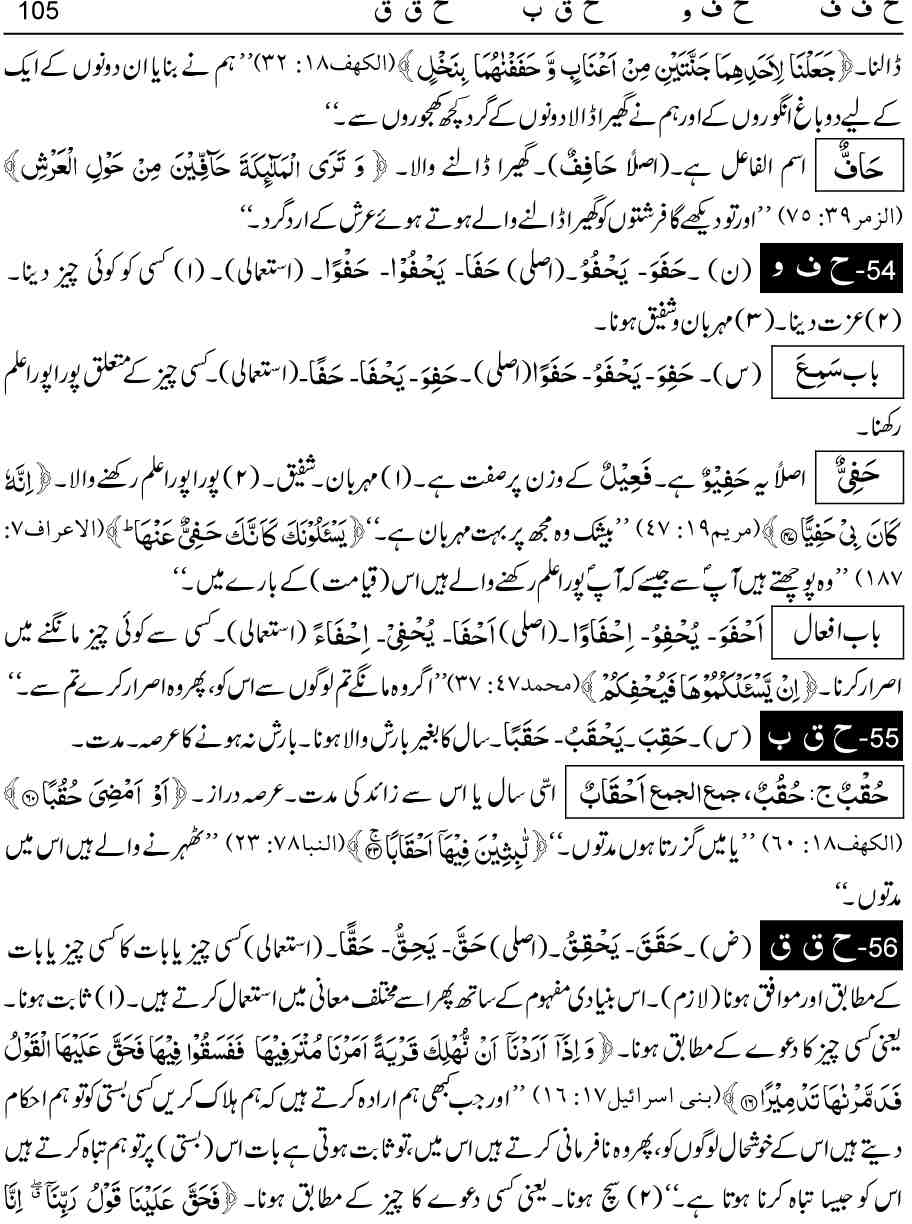 ح ف ف ح ف و ح ق ب ح ق ق 105
ڈالنا۔﴿جَعَلْنَا لِاَحَدِهِمَا جَنَّتَيْنِ مِنْ اَعْنَابٍ وَّ حَفَفْنٰهُمَا بِنَخْلٍ﴾(الکھف۱۸: ۳۲)’’ہم نے بنایا ان دونوں کے ایک
کے لیے دو باغ انگوروں کے اور ہم نے گھیرا ڈالا دونوں کے گرد کچھ کھجوروں سے۔‘‘
حَافٌّ اسم الفاعل ہے۔(اصلاً حَافِفٌ)۔ گھیرا ڈالنے والا۔ ﴿وَ تَرَى الْمَلٰٓئِكَةَ حَآفِّيْنَ مِنْ حَوْلِ الْعَرْشِ﴾
(الزمر۳۹: ۷۵) ’’اور تو دیکھے گا فرشتوں کو گھیرا ڈالنے والے ہوتے ہوئے عرش کے اردگرد۔‘‘
54-ح ف و (ن) ۔حَفَوَ- يَحْفُوُ۔(اصلی) حَفَا- يَحْفُوْا- حَفْوًا۔ (استعمالی)۔ (۱) کسی کو کوئی چیز دینا۔
(۲) عزت دینا۔ (۳) مہربان و شفیق ہونا۔
باب سَمِعَ (س)۔ حَفِوَ- يَحْفَوُ- حَفَوًا(اصلی)۔حَفِوَ- يَحْفَا- حَفًا-(استعمالی)۔کسی چیز کے متعلق پورا پورا علم
رکھنا۔
حَفِیٌّ اصلاً یہ حَفِيْوٌ ہے۔ فَعِيْلٌ کے وزن پر صفت ہے۔ (۱) مہربان۔ شفیق۔ (۲) پورا پورا علم رکھنے والا۔ ﴿اِنَّهٗ
كَانَ بِیْ حَفِيًّا ۴۷﴾(مریم۱۹: ۴۷) ’’بیشک وہ مجھ پر بہت مہربان ہے۔‘‘﴿يَسْـَٔلُوْنَكَ كَاَنَّكَ حَفِیٌّ عَنْهَا ؕ﴾(الاعراف۷:
۱۸۷) ’’وہ پوچھتے ہیں آپؐ سے جیسے کہ آپؐ پورا علم رکھنے والے ہیں اس (قیامت) کے بارے میں۔‘‘
باب افعال اَحْفَوَ- يُحْفِوُ- اِحْفَاوًا۔(اصلی) اَحْفَا- يُحْفِیْ- اِحْفَاءً (استعمالی)۔ کسی سے کوئی چیز مانگنے میں
اصرار کرنا۔ ﴿اِنْ يَّسْـَٔلْكُمُوْهَا فَيُحْفِكُمْ﴾(محمد۴۷: ۳۷)’’اگر وہ مانگے تم لوگوں سے اس کو، پھر وہ اصرار کرے تم سے۔‘‘
55-ح ق ب (س)۔ حَقِبَ۔ يَحْقَبُ- حَقَبًا۔ سال کا بغیر بارش والا ہونا۔ بارش نہ ہونے کا عرصہ۔ مدت۔
حُقْبٌ ج: حُقُبٌ، جمع الجمع اَحْقَابٌ اسّی سال یا اس سے زائد کی مدت۔ عرصہ دراز۔ ﴿اَوْ اَمْضِیَ حُقُبًا ۶۰﴾
(الکھف۱۸: ۶۰) ’’یا میں گزرتا ہوں مدتوں۔‘‘﴿لّٰبِثِيْنَ فِيْهَآ اَحْقَابًا ۲۳ۚ﴾(النبا۷۸: ۲۳) ’’ٹھہرنے والے ہیں اس میں
مدتوں۔‘‘
56-ح ق ق (ض)۔ حَقَقَ- يَحْقِقُ۔ (اصلی) حَقَّ- يَحِقُّ- حَقًّا۔ (استعمالی) کسی چیز یا بات کا کسی چیز یا بات
کے مطابق اور موافق ہونا (لازم)۔ اس بنیادی مفہوم کے ساتھ پھر اسے مختلف معانی میں استعمال کرتے ہیں۔ (۱) ثابت ہونا۔
یعنی کسی چیز کا دعوے کے مطابق ہونا۔ ﴿وَ اِذَآ اَرَدْنَآ اَنْ نُّهْلِكَ قَرْيَةً اَمَرْنَا مُتْرَفِيْهَا فَفَسَقُوْا فِيْهَا فَحَقَّ عَلَيْهَا الْقَوْلُ
فَدَمَّرْنٰهَا تَدْمِيْرًا ۱۶﴾(بنی اسرائیل۱۷: ۱۶) ’’اور جب کبھی ہم ارادہ کرتے ہیں کہ ہم ہلاک کریں کسی بستی کو تو ہم احکام
دیتے ہیں اس کے خوشحال لوگوں کو، پھر وہ نافرمانی کرتے ہیں اس میں، تو ثابت ہوتی ہے بات اس (بستی) پر تو ہم تباہ کرتے ہیں
اس کو جیسا تباہ کرنا ہوتا ہے۔‘‘ (۲) سچ ہونا۔ یعنی کسی دعوے کا چیز کے مطابق ہونا۔ ﴿فَحَقَّ عَلَيْنَا قَوْلُ رَبِّنَآ ۖۗ اِنَّا